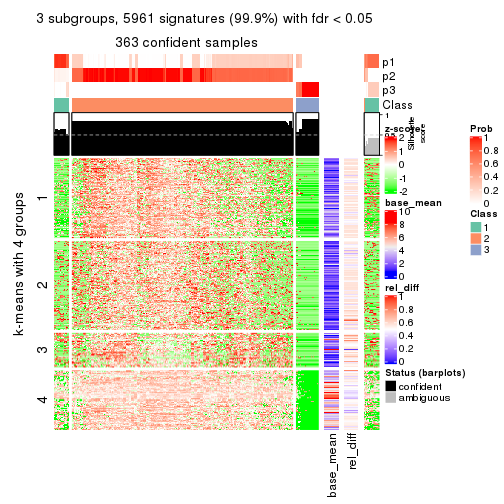 3 subgroups, 5961 signatures (99.9%) with fdr < 0.05
363 confident samples
p1
p2
p3
Class
1
Silhouette
score
k-means with 4 groups
1
2
3
4
base_mean
rel_diff
z-score
2
1
0
-1
-2
base_mean
10
8
6
4
2
0
rel_diff
1
0.8
0.6
0.4
0.2
0
Status (barplots)
confident
ambiguous
Prob
1
0.8
0.6
0.4
0.2
0
Class
1
2
3